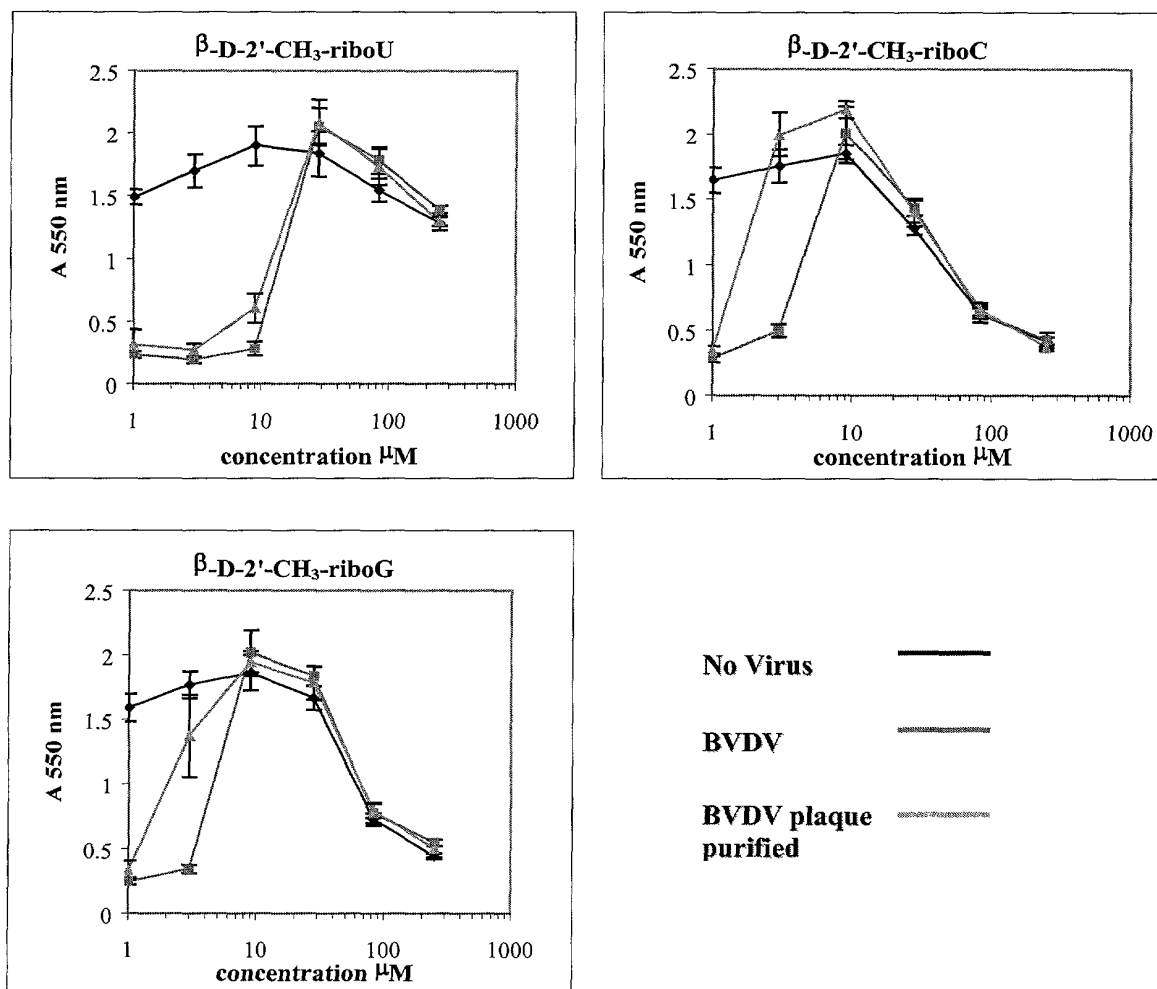 β-D-2'-CH₃-riboU
2.5
2
1.5
1
0.5
0
A 550 nm
1
10
100
1000
concentration µM
β-D-2'-CH₃-riboC
2.5
2
1.5
1
0.5
0
A 550 nm
1
10
100
1000
concentration µM
β-D-2'-CH₃-riboG
2.5
2
1.5
1
0.5
0
A 550 nm
1
10
100
1000
concentration µM
No Virus
BVDV
BVDV plaque
purified